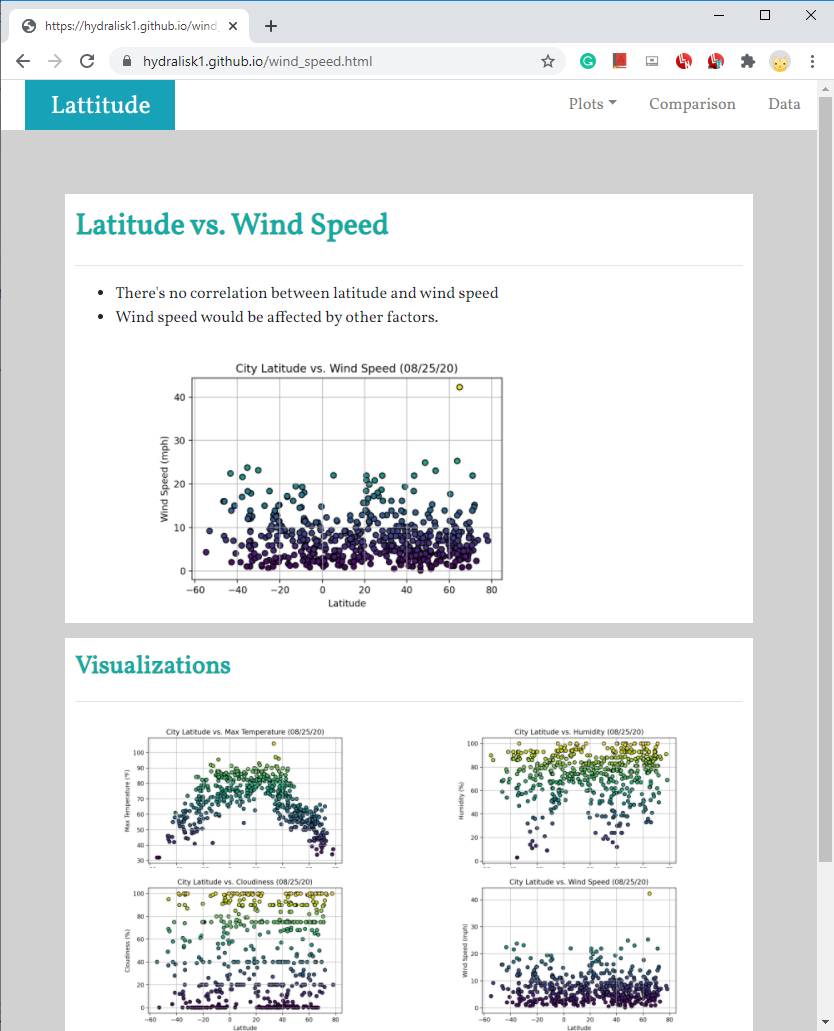 https://hydralisk1.github.io/wind_
hydralisk1.github.io/wind_speed.html
Lattitude
Plots Comparison Data
Latitude vs. Wind Speed
There's no correlation between latitude and wind speed
Wind speed would be affected by other factors.
City Latitude vs. Wind Speed (08/25/20)
Wind Speed (mph)
40
30
20
10
0
−60 −40 −20 0 20 40 60 80
Latitude
Visualizations
City Latitude vs. Max Temperature (08/25/20)
Max Temperature (°F)
100
90
80
70
60
50
40
30
City Latitude vs. Humidity (08/25/20)
Humidity (%)
100
80
60
40
20
0
City Latitude vs. Cloudiness (08/25/20)
Cloudiness (%)
100
80
60
40
20
0
−60 −40 −20 0 20 40 60 80
Latitude
City Latitude vs. Wind Speed (08/25/20)
Wind Speed (mph)
40
30
20
10
0
−60 −40 −20 0 20 40 60 80
Latitude